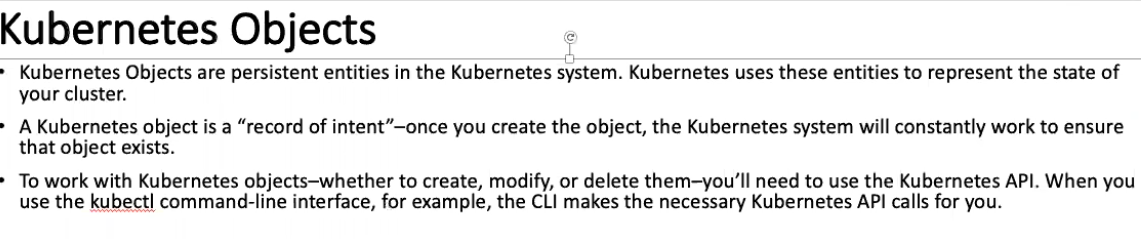 Kubernetes Objects
• Kubernetes Objects are persistent entities in the Kubernetes system. Kubernetes uses these entities to represent the state of
your cluster.
• A Kubernetes object is a “record of intent”–once you create the object, the Kubernetes system will constantly work to ensure
that object exists.
• To work with Kubernetes objects–whether to create, modify, or delete them–you’ll need to use the Kubernetes API. When you
use the kubectl command-line interface, for example, the CLI makes the necessary Kubernetes API calls for you.